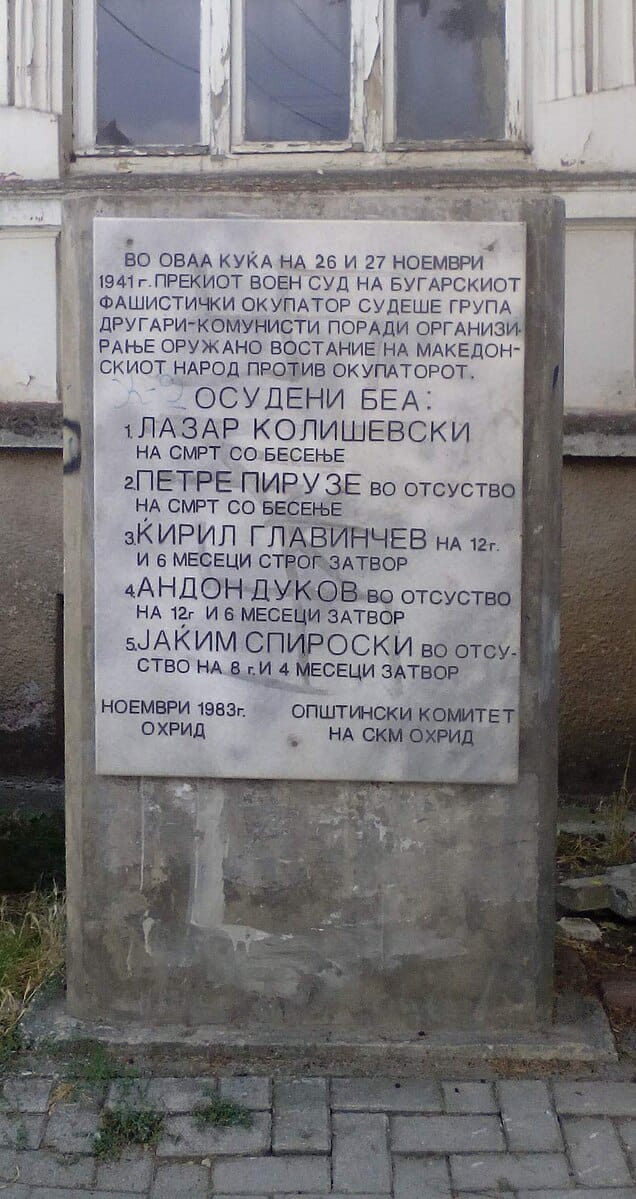 ВО ОВАА КУЌА НА 26 И 27 НОЕМВРИ
1941 г. ПРЕКИОТ ВОЕН СУД НА БУГАРСКИОТ
ФАШИСТИЧКИ ОКУПАТОР СУДЕШЕ ГРУПА
ДРУГАРИ-КОМУНИСТИ ПОРАДИ ОРГАНИЗИ-
РАЊЕ ОРУЖАНО ВОСТАНИЕ НА МАКЕДОН-
СКИОТ НАРОД ПРОТИВ ОКУПАТОРОТ.
ОСУДЕНИ БЕА:
1. ЛАЗАР КОЛИШЕВСКИ
НА СМРТ СО БЕСЕЊЕ
2. ПЕТРЕ ПИРУЗЕ ВО ОТСУСТВО
НА СМРТ СО БЕСЕЊЕ
3. ЌИРИЛ ГЛАВИНЧЕВ НА 12 г.
И 6 МЕСЕЦИ СТРОГ ЗАТВОР
4. АНДОН ДУКОВ ВО ОТСУСТВО
НА 12 г И 6 МЕСЕЦИ ЗАТВОР
5. ЈАЌИМ СПИРОСКИ ВО ОТСУ-
СТВО НА 8 г. И 4 МЕСЕЦИ ЗАТВОР
НОЕМВРИ 1983 г. ОПШТИНСКИ КОМИТЕТ
ОХРИД НА СКМ ОХРИД